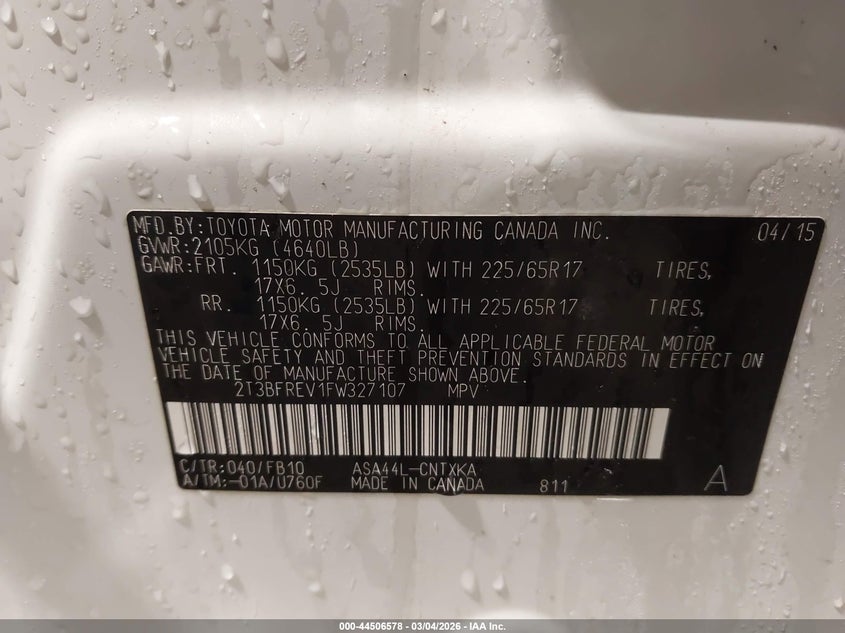 MFD.BY:TOYOTA MOTOR MANUFACTURING CANADA INC. 04/15
GVWR:2105KG (4640LB)
GAWR:FRT. 1150KG (2535LB) WITH 225/65R17 TIRES,
17X6.5J RIMS.
RR. 1150KG (2535LB) WITH 225/65R17 TIRES,
17X6.5J RIMS.
THIS VEHICLE CONFORMS TO ALL APPLICABLE FEDERAL MOTOR
VEHICLE SAFETY AND THEFT PREVENTION STANDARDS IN EFFECT ON
THE DATE OF MANUFACTURE SHOWN ABOVE.
2T3BFREV1FW327107 MPV
C/TR:040/FB10 ASA44L-CNTXKA
A/TM:-01A/U760F MADE IN CANADA 811 A
000-44506578 - 03/04/2026 - IAA Inc.